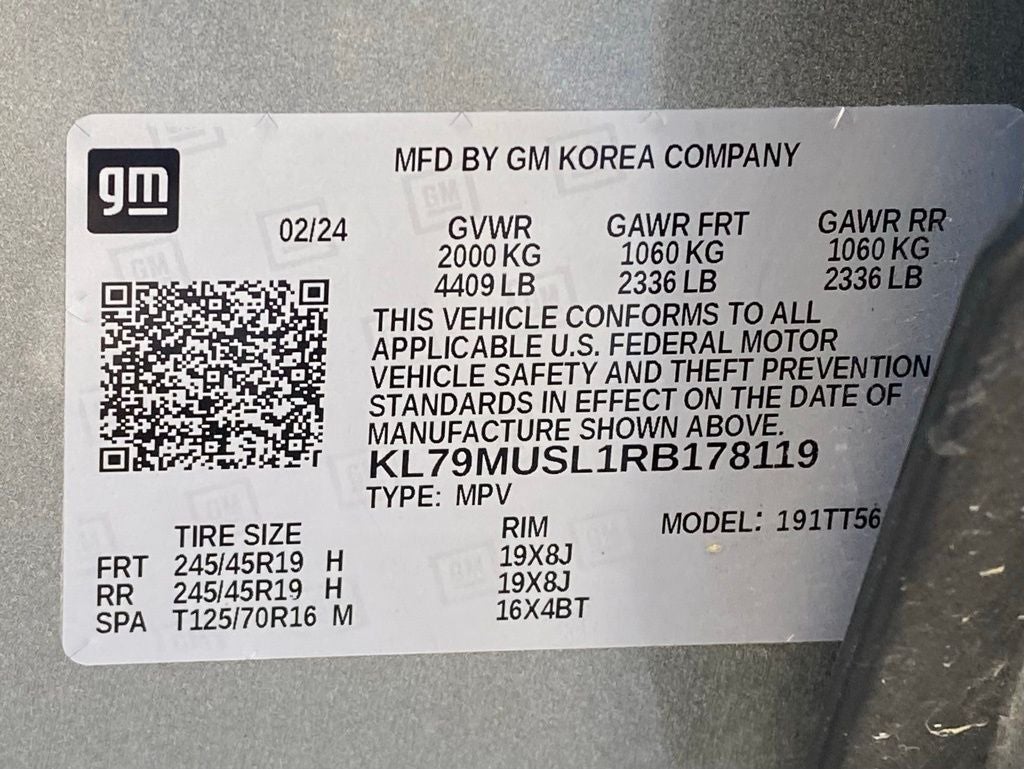 gm
MFD BY GM KOREA COMPANY
02/24 GVWR GAWR FRT GAWR RR
2000 KG 1060 KG 1060 KG
4409 LB 2336 LB 2336 LB
THIS VEHICLE CONFORMS TO ALL
APPLICABLE U.S. FEDERAL MOTOR
VEHICLE SAFETY AND THEFT PREVENTION
STANDARDS IN EFFECT ON THE DATE OF
MANUFACTURE SHOWN ABOVE.
KL79MUSL1RB178119
TYPE: MPV
TIRE SIZE RIM MODEL: 191TT56
FRT 245/45R19 H 19X8J
RR 245/45R19 H 19X8J
SPA T125/70R16 M 16X4BT